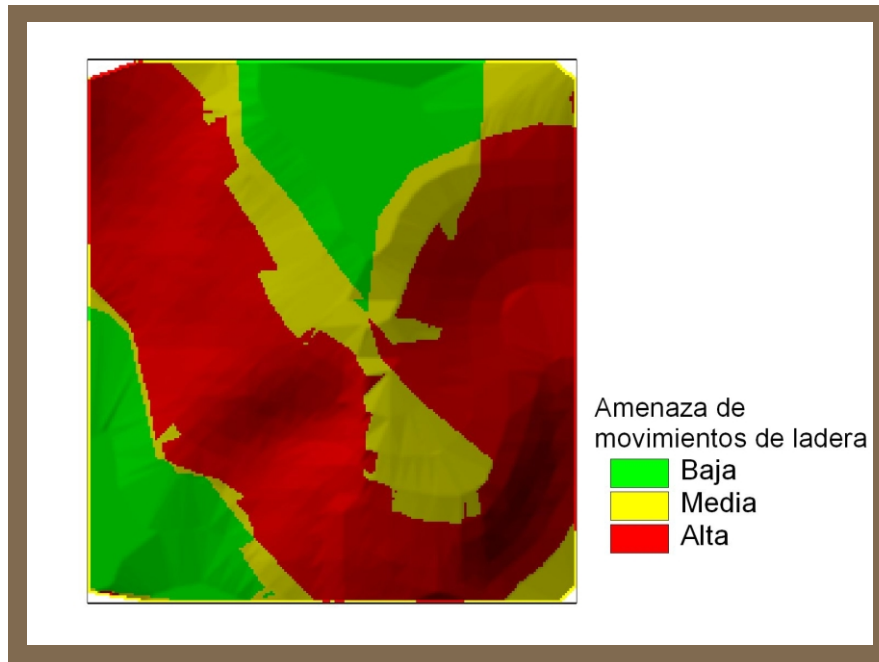 Amenaza de
movimientos de ladera
Baja
Media
Alta